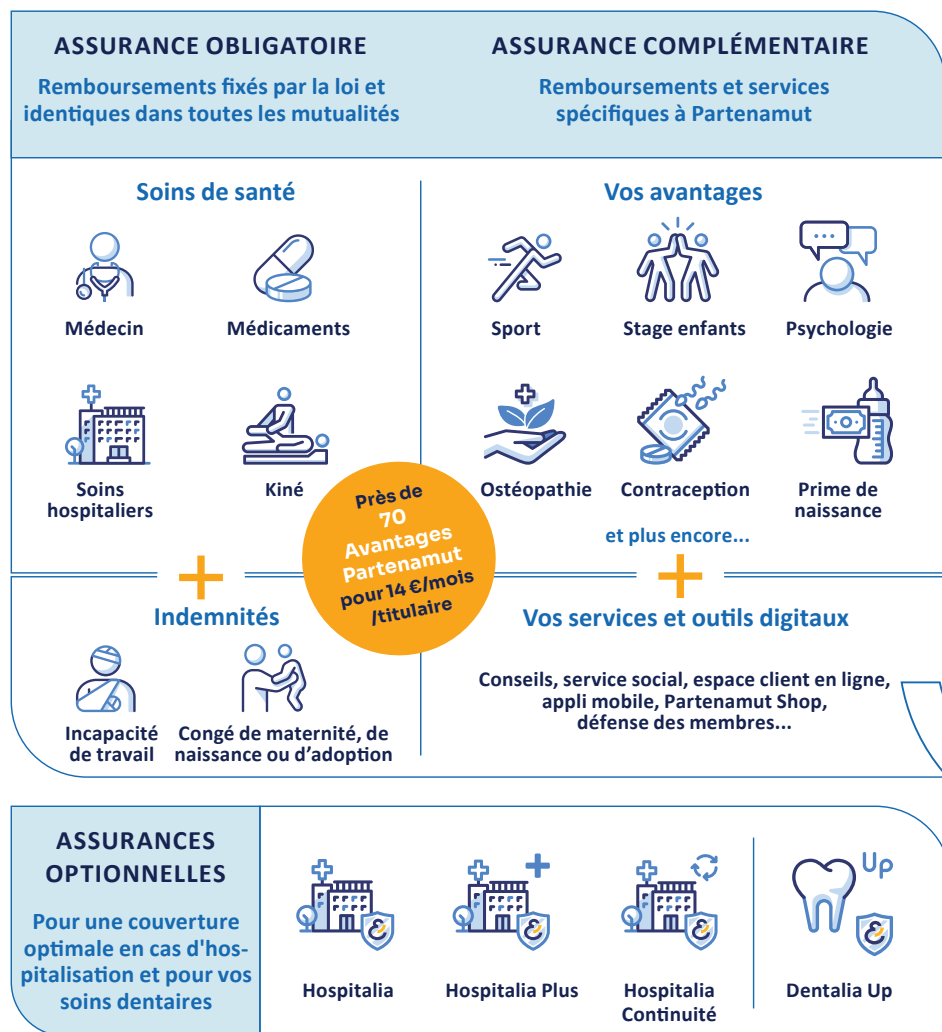 ASSURANCE OBLIGATOIRE
Remboursements fixés par la loi et
identiques dans toutes les mutualités
ASSURANCE COMPLÉMENTAIRE
Remboursements et services
spécifiques à Partenamut
Soins de santé
Médecin
Médicaments
Soins
hospitaliers
Kiné
Vos avantages
Sport
Stage enfants
Psychologie
Ostéopathie
Contraception
Prime de
naissance
et plus encore...
Près de
70
Avantages
Partenamut
pour 14 €/mois
/titulaire
Indemnités
Incapacité
de travail
Congé de maternité, de
naissance ou d'adoption
Vos services et outils digitaux
Conseils, service social, espace client en ligne,
appli mobile, Partenamut Shop,
défense des membres...
ASSURANCES
OPTIONNELLES
Pour une couverture
optimale en cas d'hos-
pitalisation et pour vos
soins dentaires
Hospitalia
Hospitalia Plus
Hospitalia
Continuité
Up
Dentalia Up